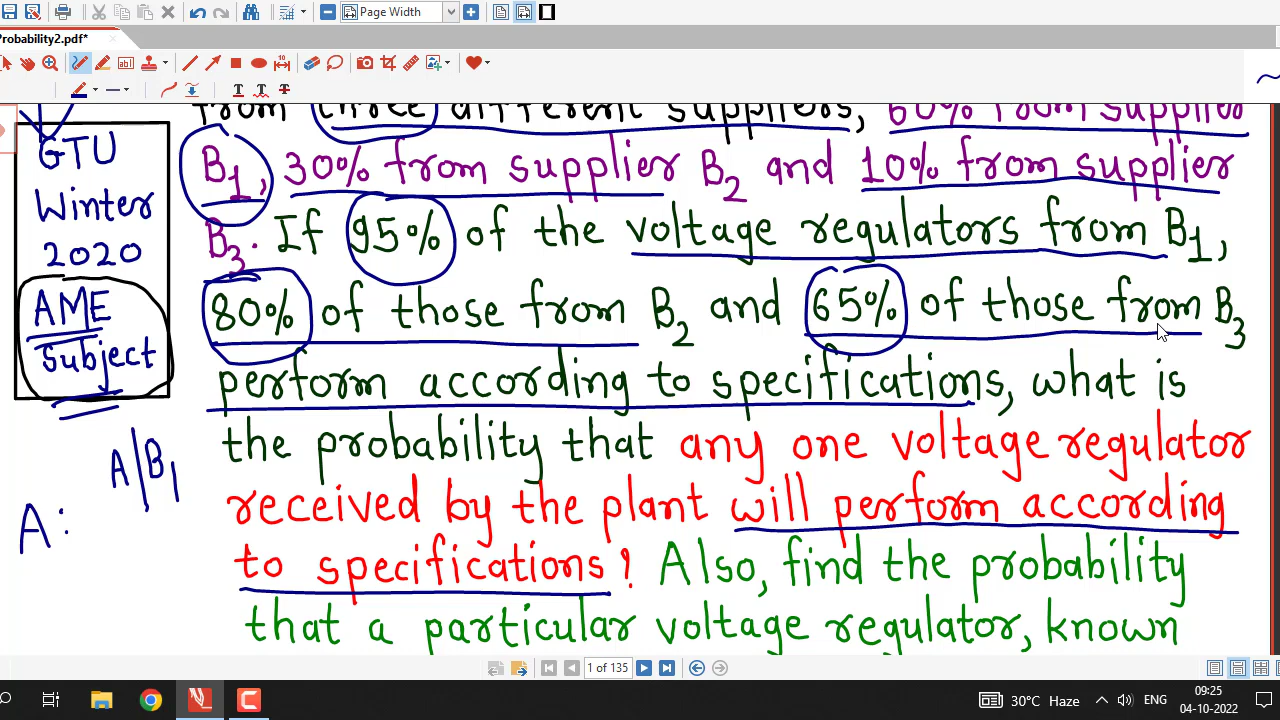 Page Width
Probability2.pdf*
from three different suppliers, 60% from supplier
B1, 30% from supplier B2 and 10% from supplier
B3. If 95% of the voltage regulators from B1,
80% of those from B2 and 65% of those from B3
perform according to specifications, what is
the probability that any one voltage regulator
received by the plant will perform according
to specifications? Also, find the probability
that a particular voltage regulator, known
GTU
Winter
2020
AME
Subject
A|B1
A:
1 of 135
30°C Haze
ENG
09:25
04-10-2022